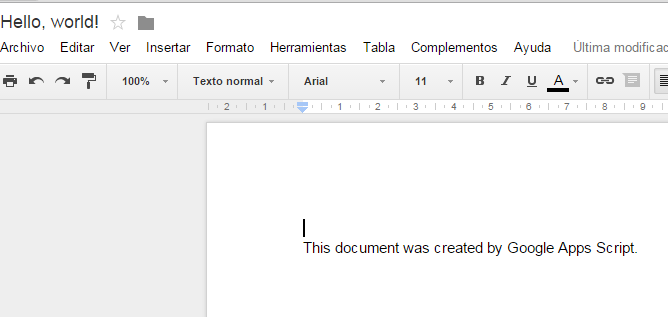 Hello, world!
Archivo Editar Ver Insertar Formato Herramientas Tabla Complementos Ayuda Última modificac
100% Texto normal Arial 11 B I U A
2 1 1 2 3 4 5 6 7 8 9
This document was created by Google Apps Script.